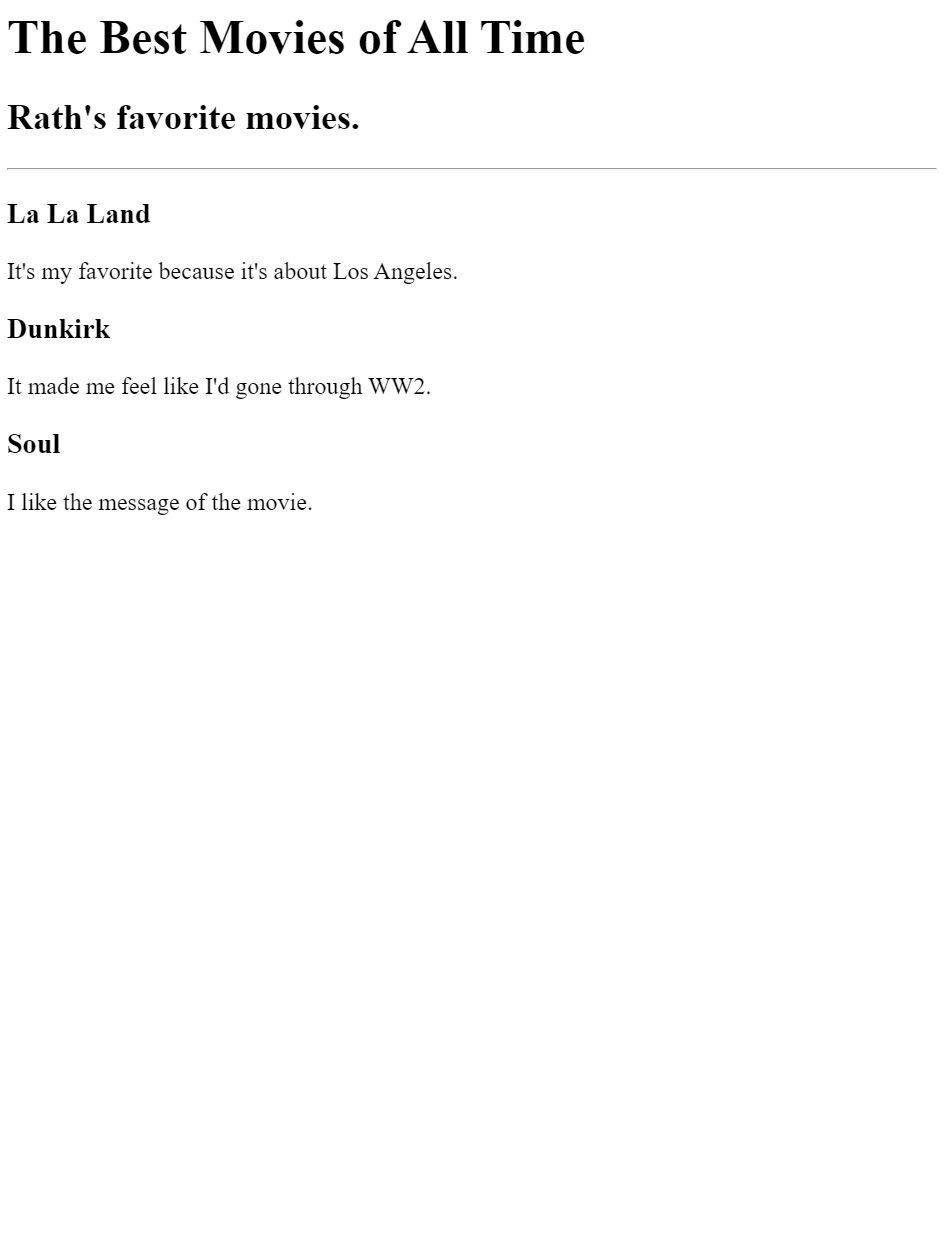 The Best Movies of All Time
Rath's favorite movies.
La La Land
It's my favorite because it's about Los Angeles.
Dunkirk
It made me feel like I'd gone through WW2.
Soul
I like the message of the movie.